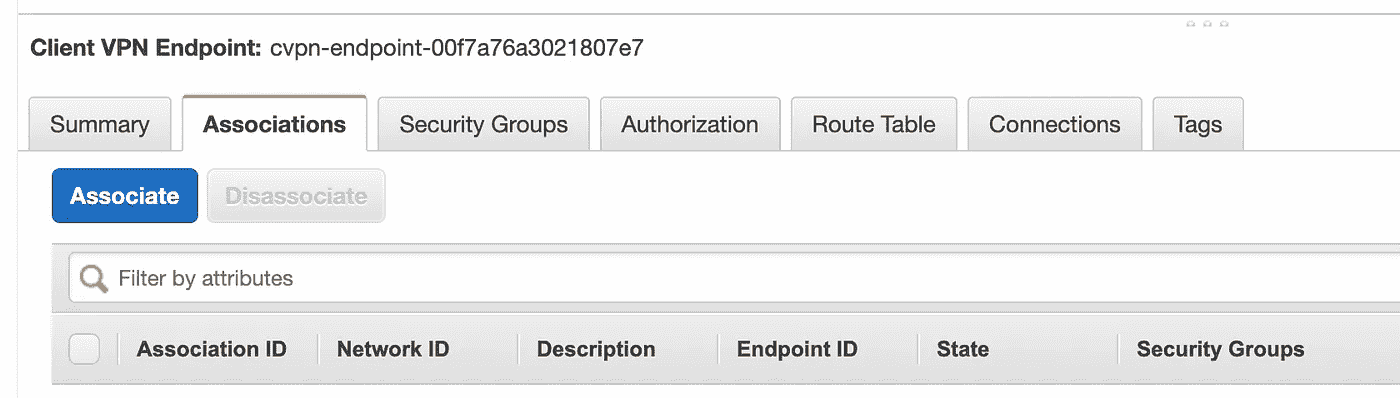 Client VPN Endpoint: cvpn-endpoint-00f7a76a3021807e7
Summary Associations Security Groups Authorization Route Table Connections Tags
Associate Disassociate
Filter by attributes
Association ID Network ID Description Endpoint ID State Security Groups